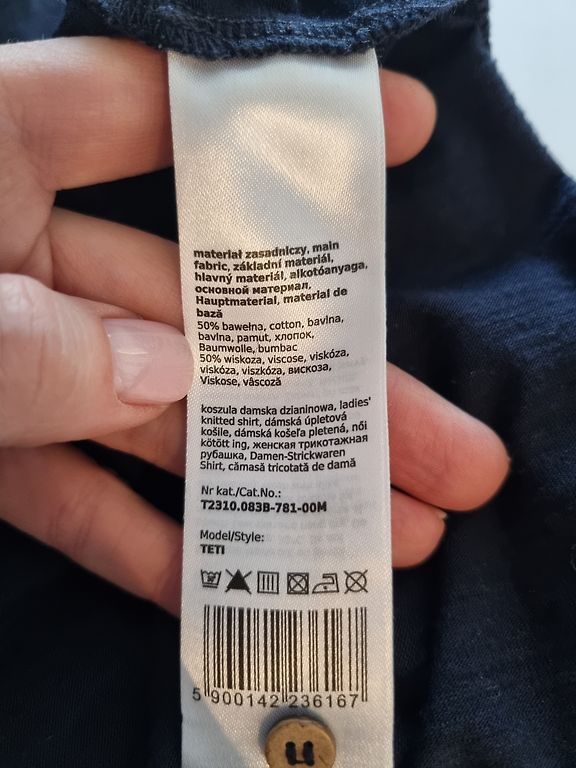 materiał zasadniczy, main
fabric, základní materiál,
hlavný materiál, alkotóanyaga,
основной материал,
Hauptmaterial, material de
bază
50% bawełna, cotton, bavlna,
bavlna, pamut, хлопок,
Baumwolle, bumbac
50% wiskoza, viscose, viskóza,
viskóza, viszkóza, вискоза,
Viskose, vâscoză
koszula damska dzianinowa, ladies'
knitted shirt, dámská úpletová
košile, dámská košeľa pletená, női
kötött ing, женская трикотажная
рубашка, Damen-Strickwaren
Shirt, cămasă tricotată de damă
Nr kat./Cat.No.:
T2310.083B-781-00M
Model/Style:
TETI
5 900142 236167